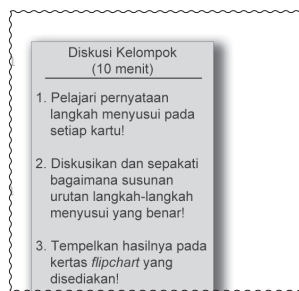 Diskusi Kelompok
(10 menit)
1. Pelajari pernyataan
langkah menyusui pada
setiap kartu!
2. Diskusikan dan sepakati
bagaimana susunan
urutan langkah-langkah
menyusui yang benar!
3. Tempelkan hasilnya pada
kertas flipchart yang
disediakan!